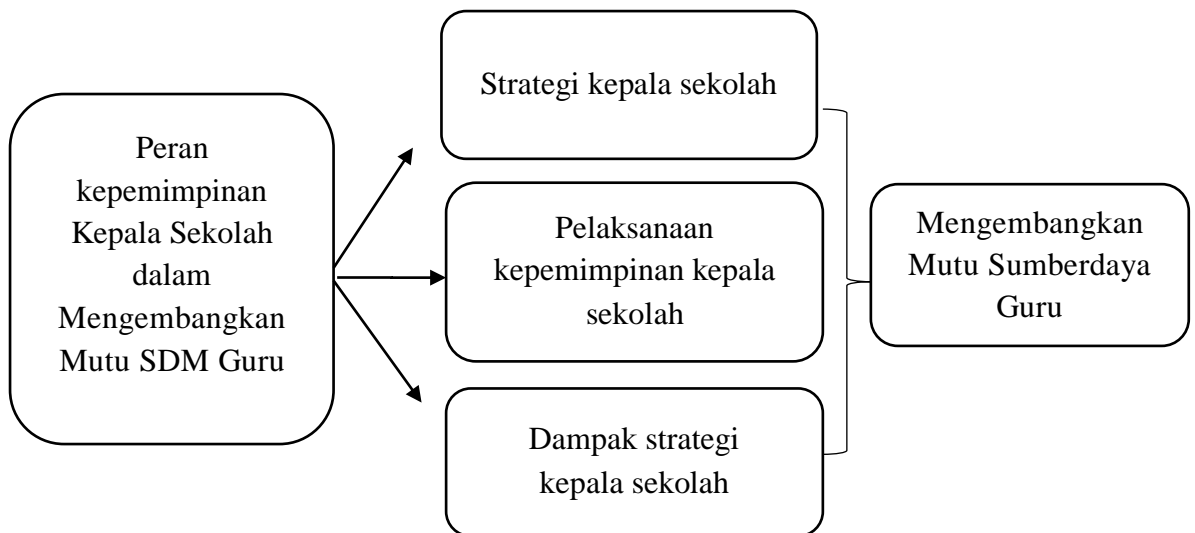 Peran
kepemimpinan
Kepala Sekolah
dalam
Mengembangkan
Mutu SDM Guru
Strategi kepala sekolah
Pelaksanaan
kepemimpinan kepala
sekolah
Dampak strategi
kepala sekolah
Mengembangkan
Mutu Sumberdaya
Guru